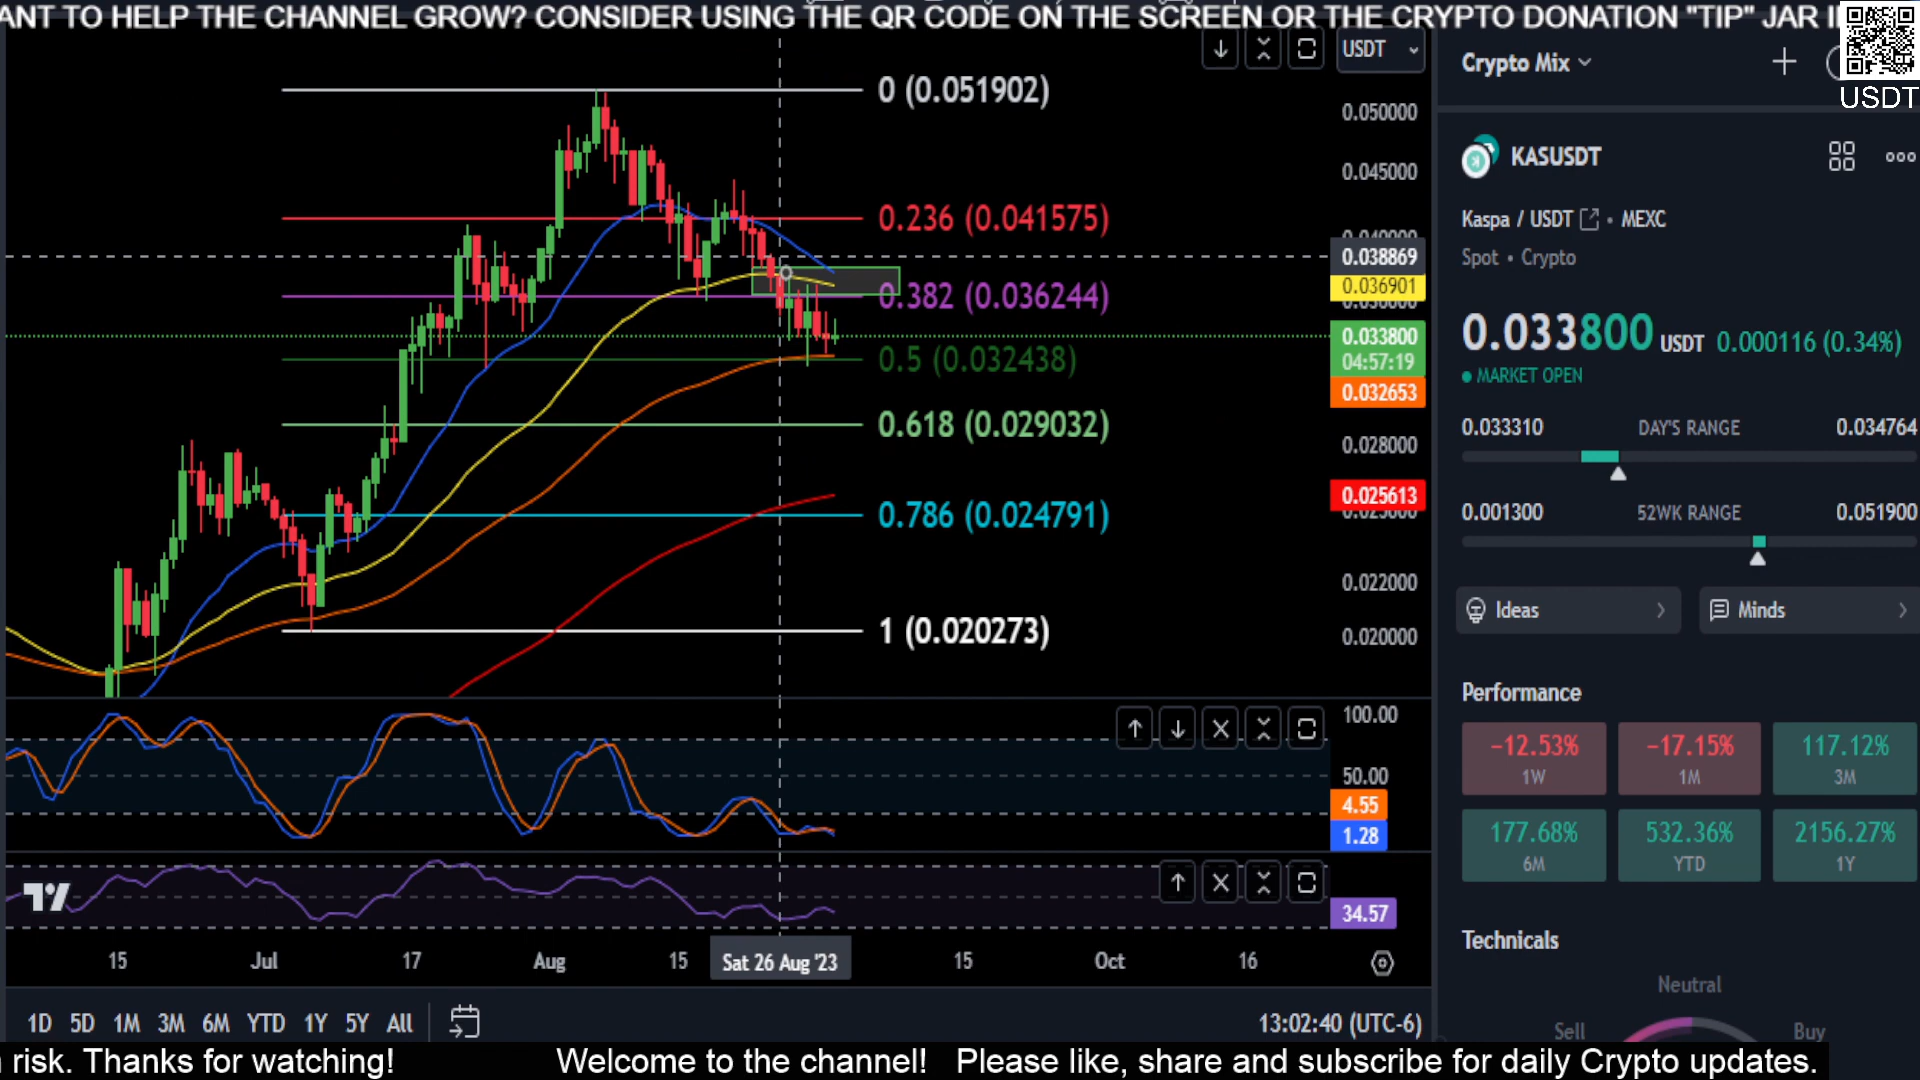 ANT TO HELP THE CHANNEL GROW? CONSIDER USING THE QR CODE ON THE SCREEN OR THE CRYPTO DONATION "TIP" JAR I
USDT
Crypto Mix
USDT
0 (0.051902)
0.236 (0.041575)
0.382 (0.036244)
0.5 (0.032438)
0.618 (0.029032)
0.786 (0.024791)
1 (0.020273)
0.050000
0.045000
0.038869
0.036901
0.033800
04:57:19
0.032653
0.028000
0.025613
0.022000
0.020000
KASUSDT
Kaspa / USDT • MEXC
Spot • Crypto
0.033800 USDT 0.000116 (0.34%)
MARKET OPEN
0.033310 DAY'S RANGE 0.034764
0.001300 52WK RANGE 0.051900
Ideas
Minds
Performance
−12.53% 1W
−17.15% 1M
117.12% 3M
177.68% 6M
532.36% YTD
2156.27% 1Y
Technicals
Neutral
Sell
Buy
100.00
50.00
4.55
1.28
34.57
15 Jul 17 Aug 15 Sat 26 Aug '23 15 Oct 16
1D 5D 1M 3M 6M YTD 1Y 5Y All
13:02:40 (UTC-6)
risk. Thanks for watching! Welcome to the channel! Please like, share and subscribe for daily Crypto updates.